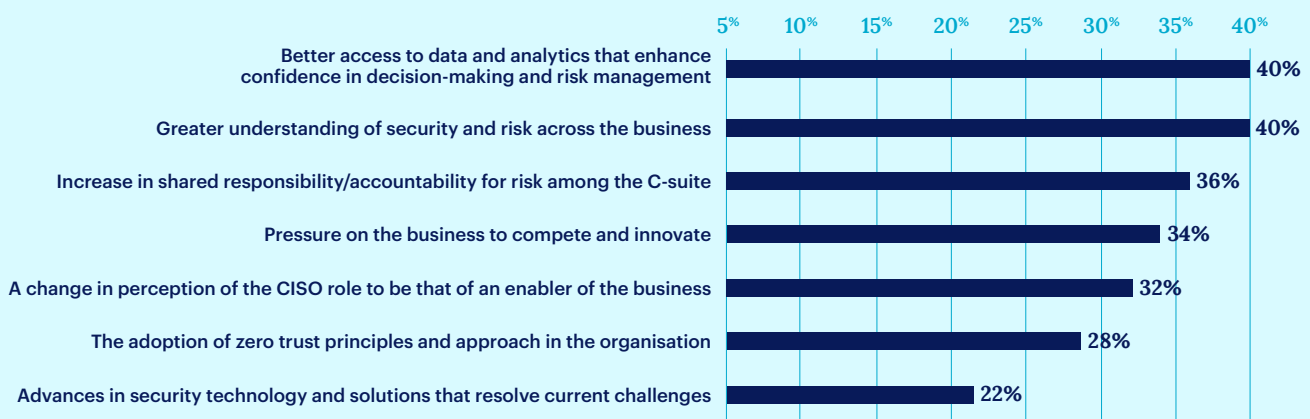 5% 10% 15% 20% 25% 30% 35% 40%
Better access to data and analytics that enhance
confidence in decision-making and risk management 40%
Greater understanding of security and risk across the business 40%
Increase in shared responsibility/accountability for risk among the C-suite 36%
Pressure on the business to compete and innovate 34%
A change in perception of the CISO role to be that of an enabler of the business 32%
The adoption of zero trust principles and approach in the organisation 28%
Advances in security technology and solutions that resolve current challenges 22%